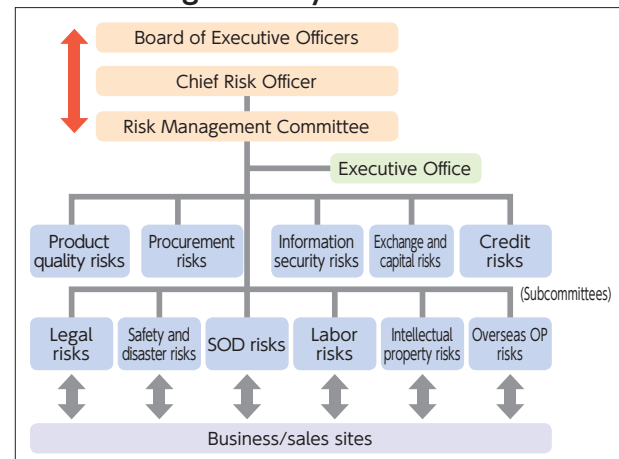 Board of Executive Officers
Chief Risk Officer
Risk Management Committee
Executive Office
Product
quality risks
Procurement
risks
Information
security risks
Exchange and
capital risks
Credit
risks
(Subcommittees)
Legal
risks
Safety and
disaster risks
SOD risks
Labor
risks
Intellectual
property risks
Overseas OP
risks
Business/sales sites